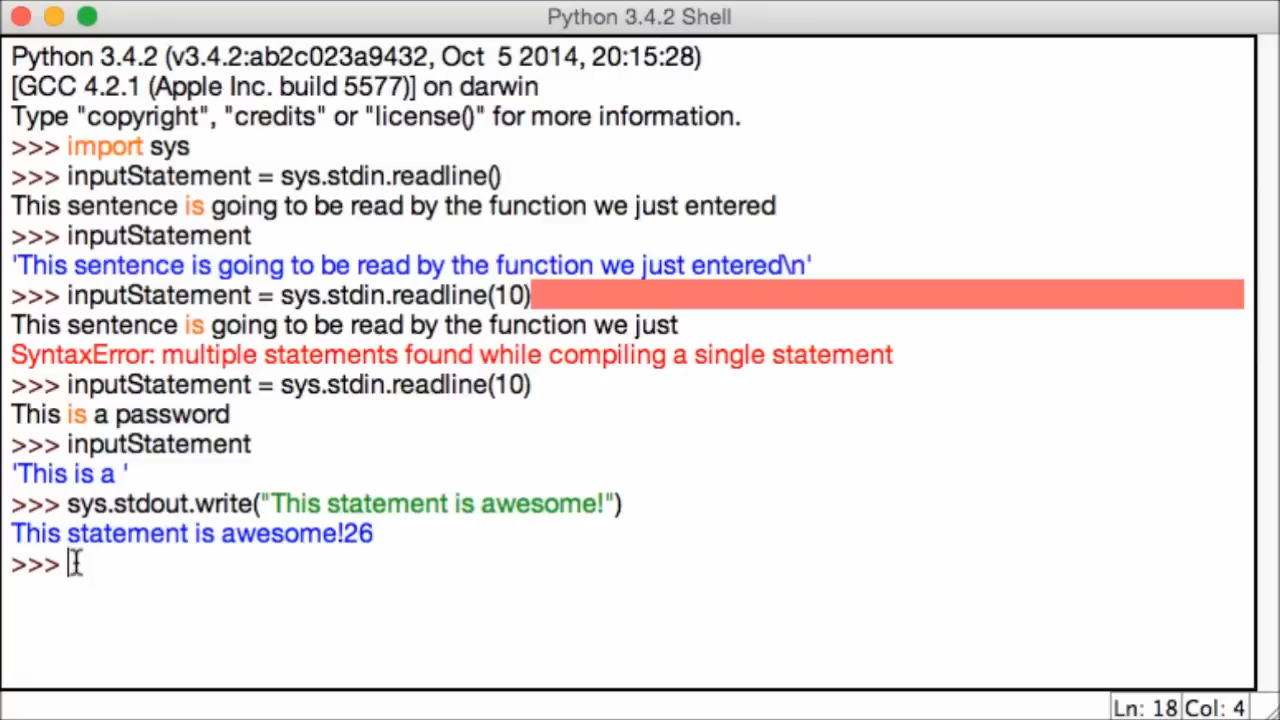 Python 3.4.2 Shell
Python 3.4.2 (v3.4.2:ab2c023a9432, Oct  5 2014, 20:15:28)
[GCC 4.2.1 (Apple Inc. build 5577)] on darwin
Type "copyright", "credits" or "license()" for more information.
>>> import sys
>>> inputStatement = sys.stdin.readline()
This sentence is going to be read by the function we just entered
>>> inputStatement
'This sentence is going to be read by the function we just entered\n'
>>> inputStatement = sys.stdin.readline(10)
This sentence is going to be read by the function we just
SyntaxError: multiple statements found while compiling a single statement
>>> inputStatement = sys.stdin.readline(10)
This is a password
>>> inputStatement
'This is a '
>>> sys.stdout.write("This statement is awesome!")
This statement is awesome!26
>>>
Ln: 18 Col: 4